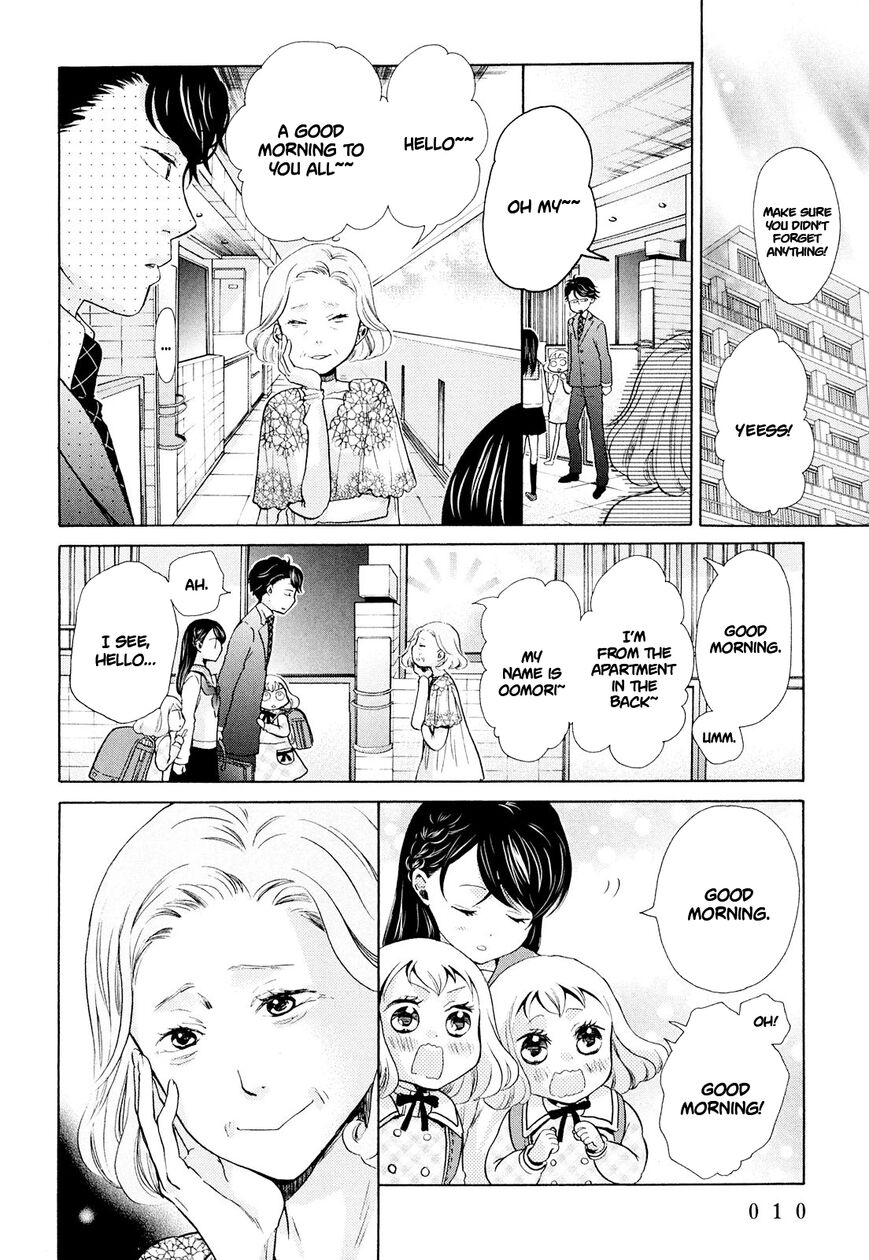 MAKE SURE
YOU DIDN'T
FORGET
ANYTHING!
YEESS!
OH MY~~
HELLO~~
A GOOD
MORNING TO
YOU ALL~~
...
GOOD
MORNING.
UMM.
I'M
FROM THE
APARTMENT
IN THE
BACK~
MY
NAME IS
OOMORI~
AH.
I SEE,
HELLO...
GOOD
MORNING.
OH!
GOOD
MORNING!
010